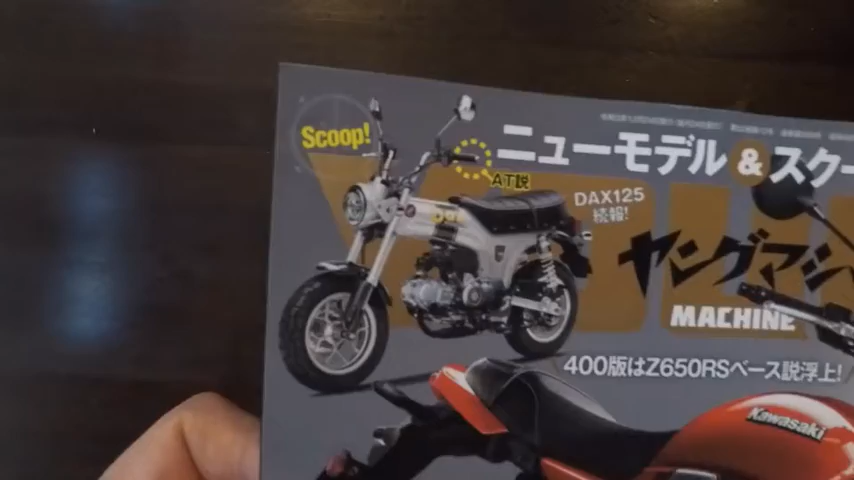 Scoop!
ニューモデル & スク
AT説
DAX125
続報!
ヤングマシ
MACHINE
400版はZ650RSベース説浮上!
Kawasaki